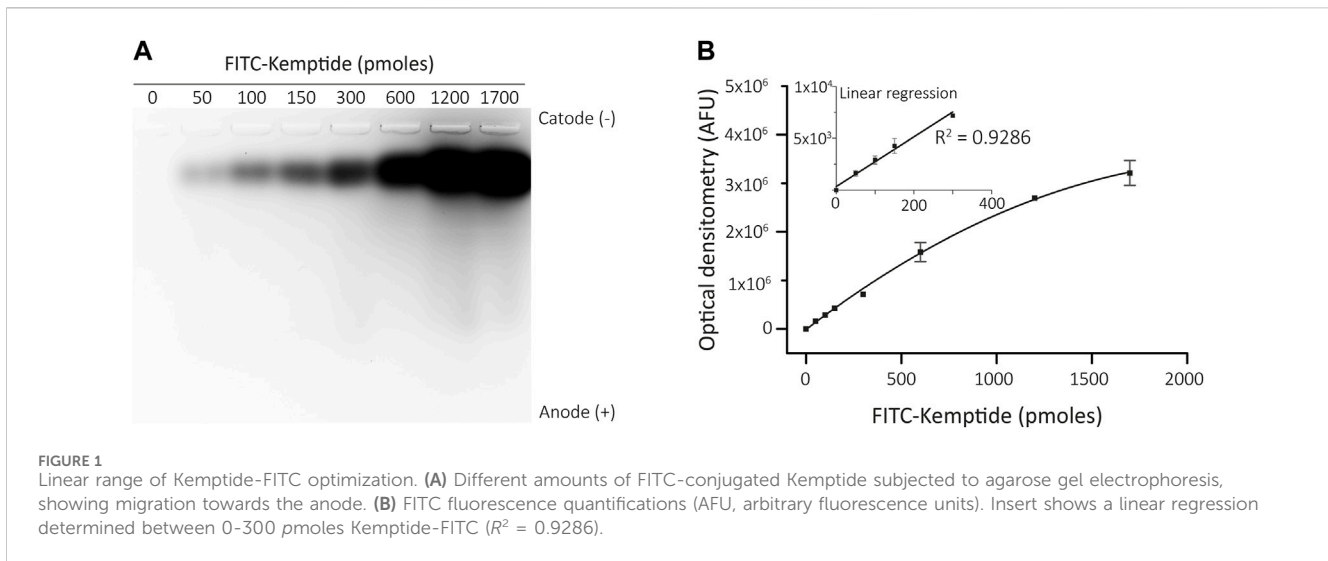 A
FITC-Kemptide (pmoles)
0 50 100 150 300 600 1200 1700
Catode (-)
Anode (+)
B
Optical densitometry (AFU)
5x10⁶
4x10⁶
3x10⁶
2x10⁶
1x10⁶
0
1x10⁴
5x10³
0 200 400
Linear regression
R² = 0.9286
0 500 1000 1500 2000
FITC-Kemptide (pmoles)
FIGURE 1
Linear range of Kemptide-FITC optimization. (A) Different amounts of FITC-conjugated Kemptide subjected to agarose gel electrophoresis,
showing migration towards the anode. (B) FITC fluorescence quantifications (AFU, arbitrary fluorescence units). Insert shows a linear regression
determined between 0-300 pmoles Kemptide-FITC (R² = 0.9286).